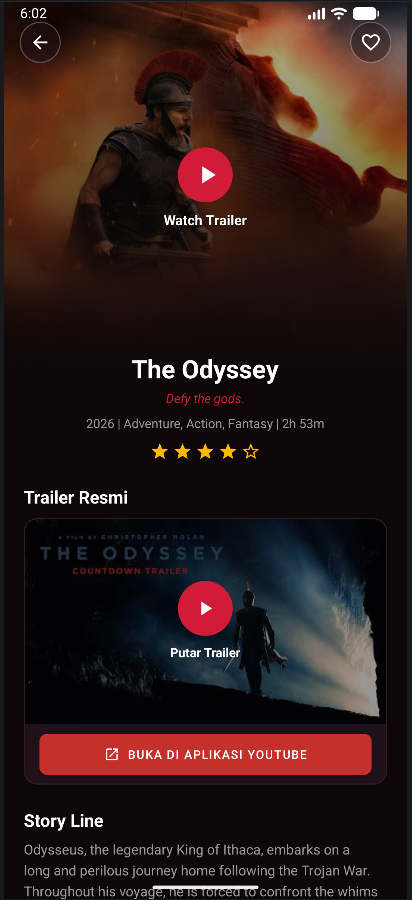 6:02
Watch Trailer
The Odyssey
Defy the gods.
2026 | Adventure, Action, Fantasy | 2h 53m
Trailer Resmi
A FILM BY CHRISTOPHER NOLAN
THE ODYSSEY
COUNTDOWN TRAILER
Putar Trailer
BUKA DI APLIKASI YOUTUBE
Story Line
Odysseus, the legendary King of Ithaca, embarks on a
long and perilous journey home following the Trojan War.
Throughout his voyage, he is forced to confront the whims